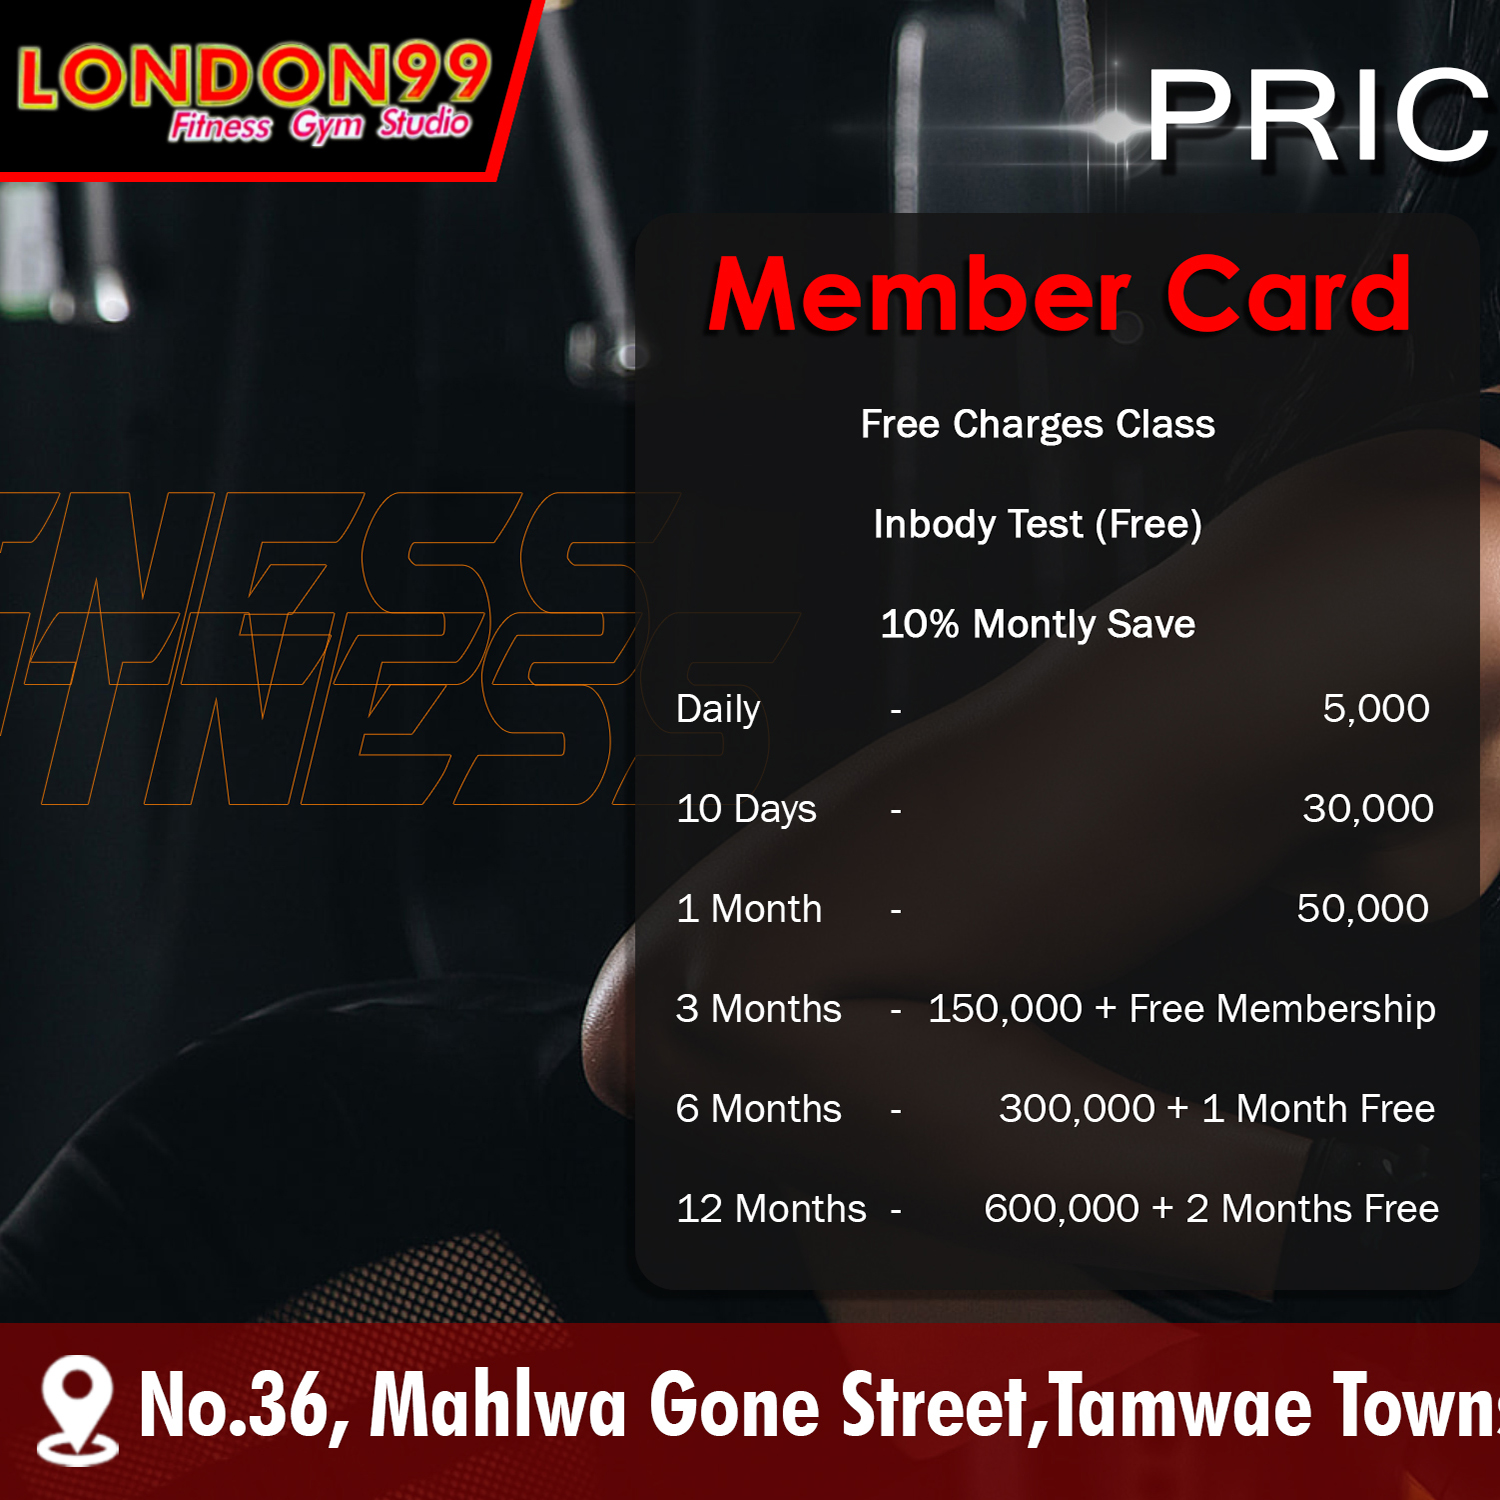 LONDON99
Fitness Gym Studio
PRIC
Member Card
Free Charges Class
Inbody Test (Free)
10% Montly Save
Daily - 5,000
10 Days - 30,000
1 Month - 50,000
3 Months - 150,000 + Free Membership
6 Months - 300,000 + 1 Month Free
12 Months - 600,000 + 2 Months Free
TNESS
TNESS
No.36, Mahlwa Gone Street,Tamwae Towns